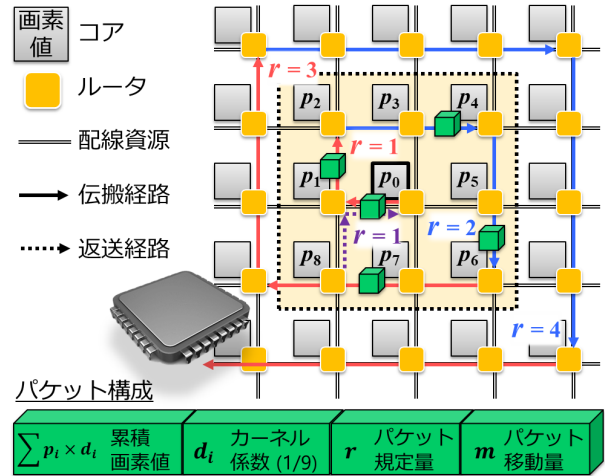 画素
値
コア
ルータ
配線資源
伝搬経路
返送経路
r = 3
p₂
p₃
p₄
r = 1
p₁
p₀
p₅
r = 1
r = 2
p₈
p₇
p₆
r = 4
パケット構成
∑ pᵢ × dᵢ 累積画素値
dᵢ カーネル係数 (1/9)
r パケット規定量
m パケット移動量